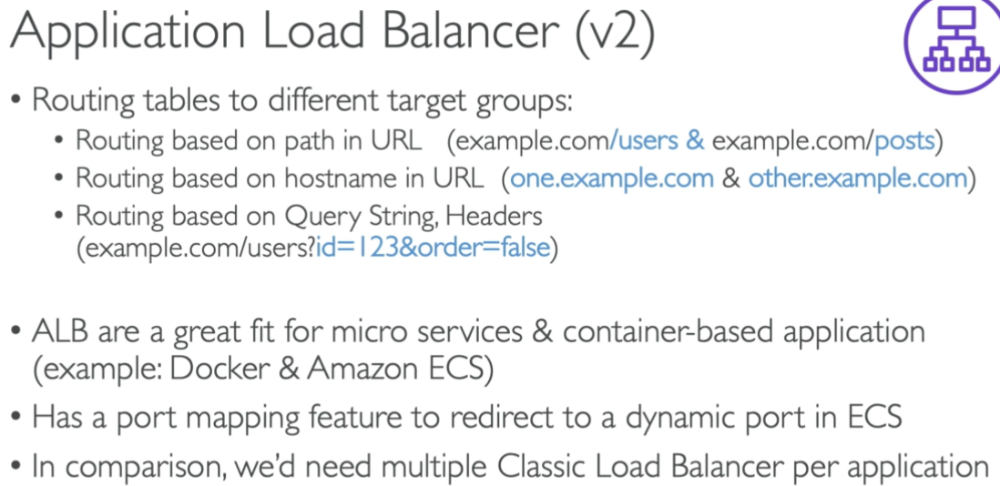 Application Load Balancer (v2)
• Routing tables to different target groups:
• Routing based on path in URL (example.com/users & example.com/posts)
• Routing based on hostname in URL (one.example.com & other.example.com)
• Routing based on Query String, Headers
(example.com/users?id=123&order=false)
• ALB are a great fit for micro services & container-based application
(example: Docker & Amazon ECS)
• Has a port mapping feature to redirect to a dynamic port in ECS
• In comparison, we'd need multiple Classic Load Balancer per application